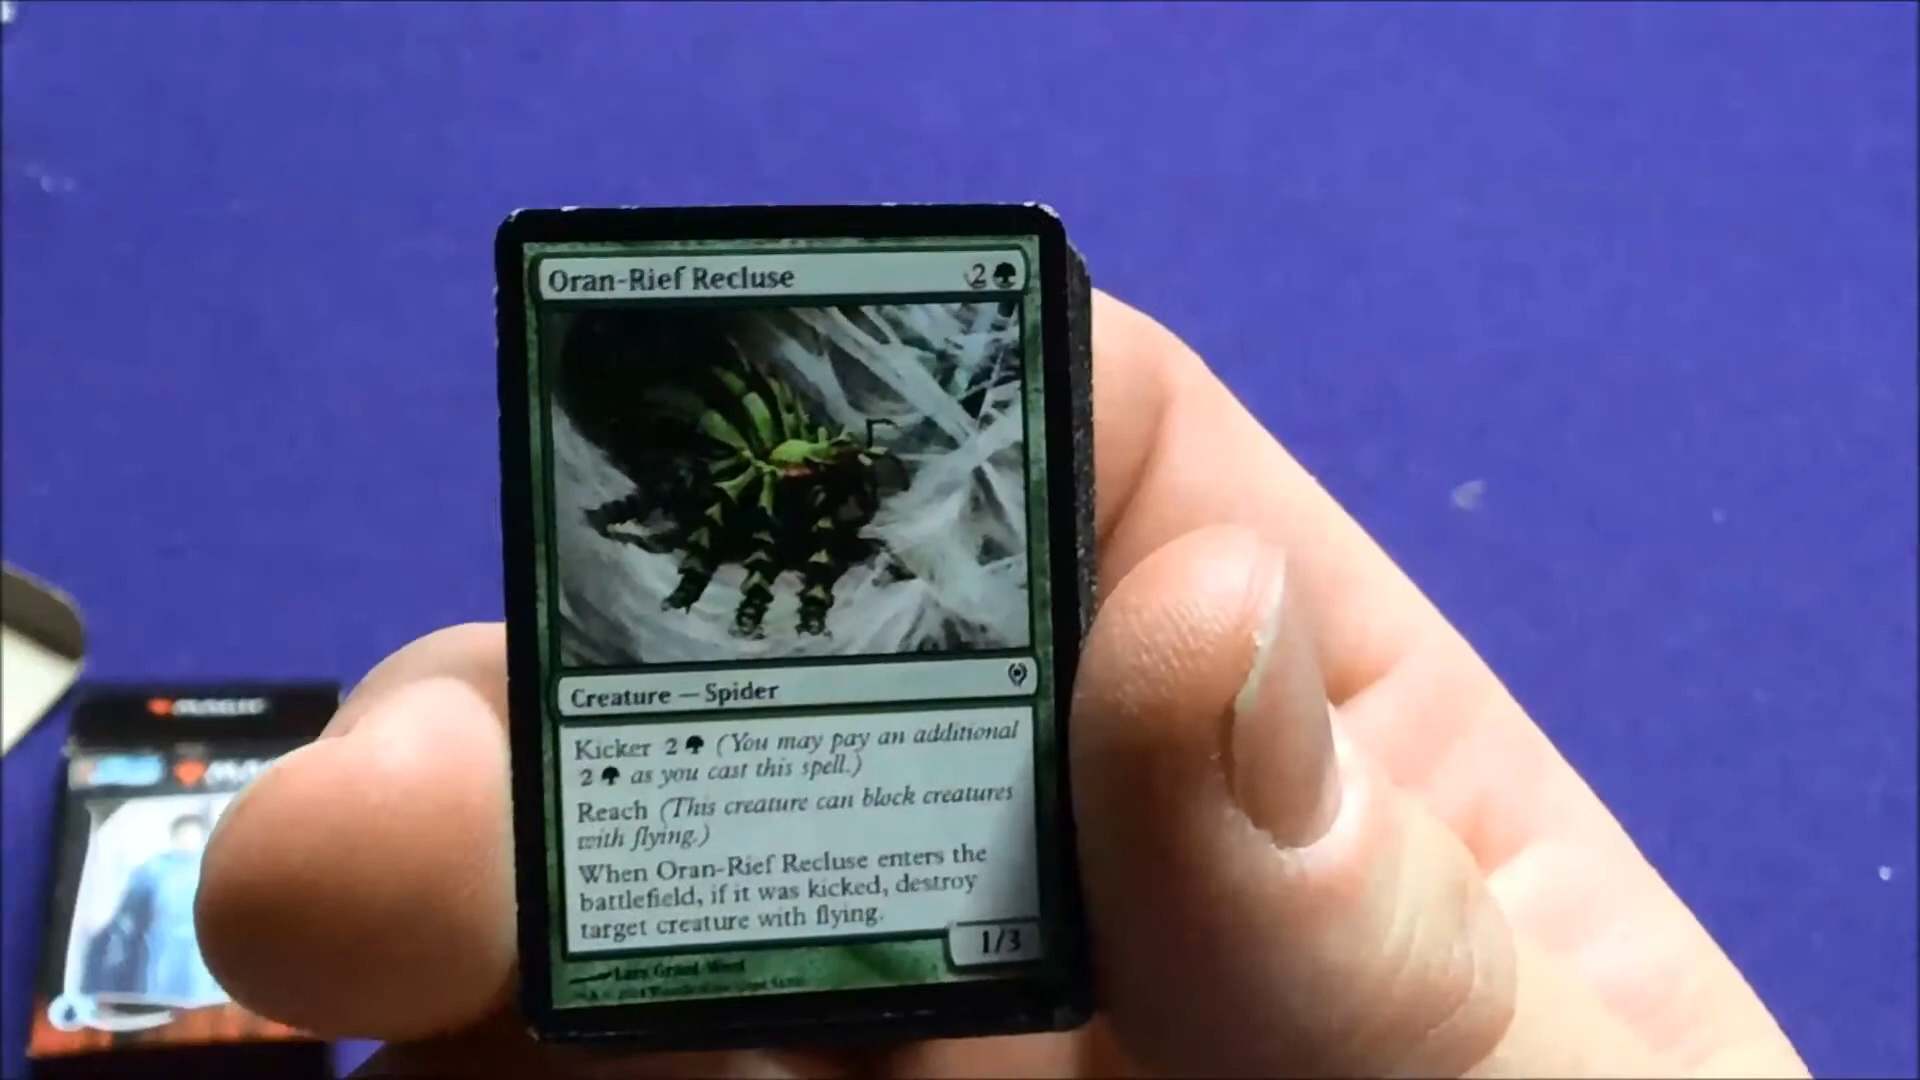 Oran-Rief Recluse 2
Creature — Spider
Kicker 2 (You may pay an additional
2 as you cast this spell.)
Reach (This creature can block creatures
with flying.)
When Oran-Rief Recluse enters the
battlefield, if it was kicked, destroy
target creature with flying.
1/3
MAGIC